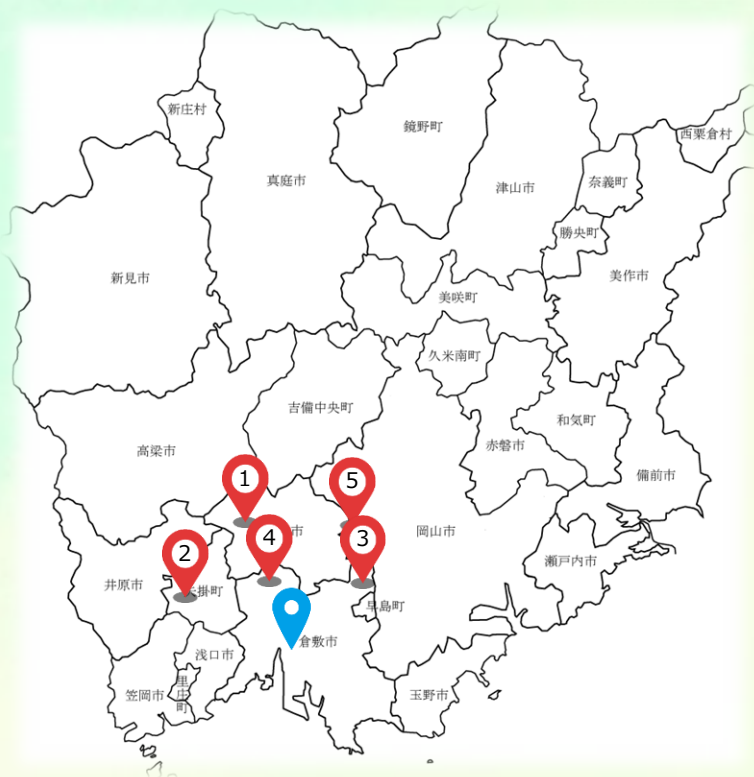 新庄村
鏡野町
西粟倉村
真庭市
津山市
奈義町
勝央町
新見市
美作市
美咲町
久米南町
吉備中央町
和気町
高梁市
赤磐市
備前市
1
5
岡山市
市
3
4
2
瀬戸内市
井原市
掛町
早島町
倉敷市
浅口市
里庄町
笠岡市
玉野市